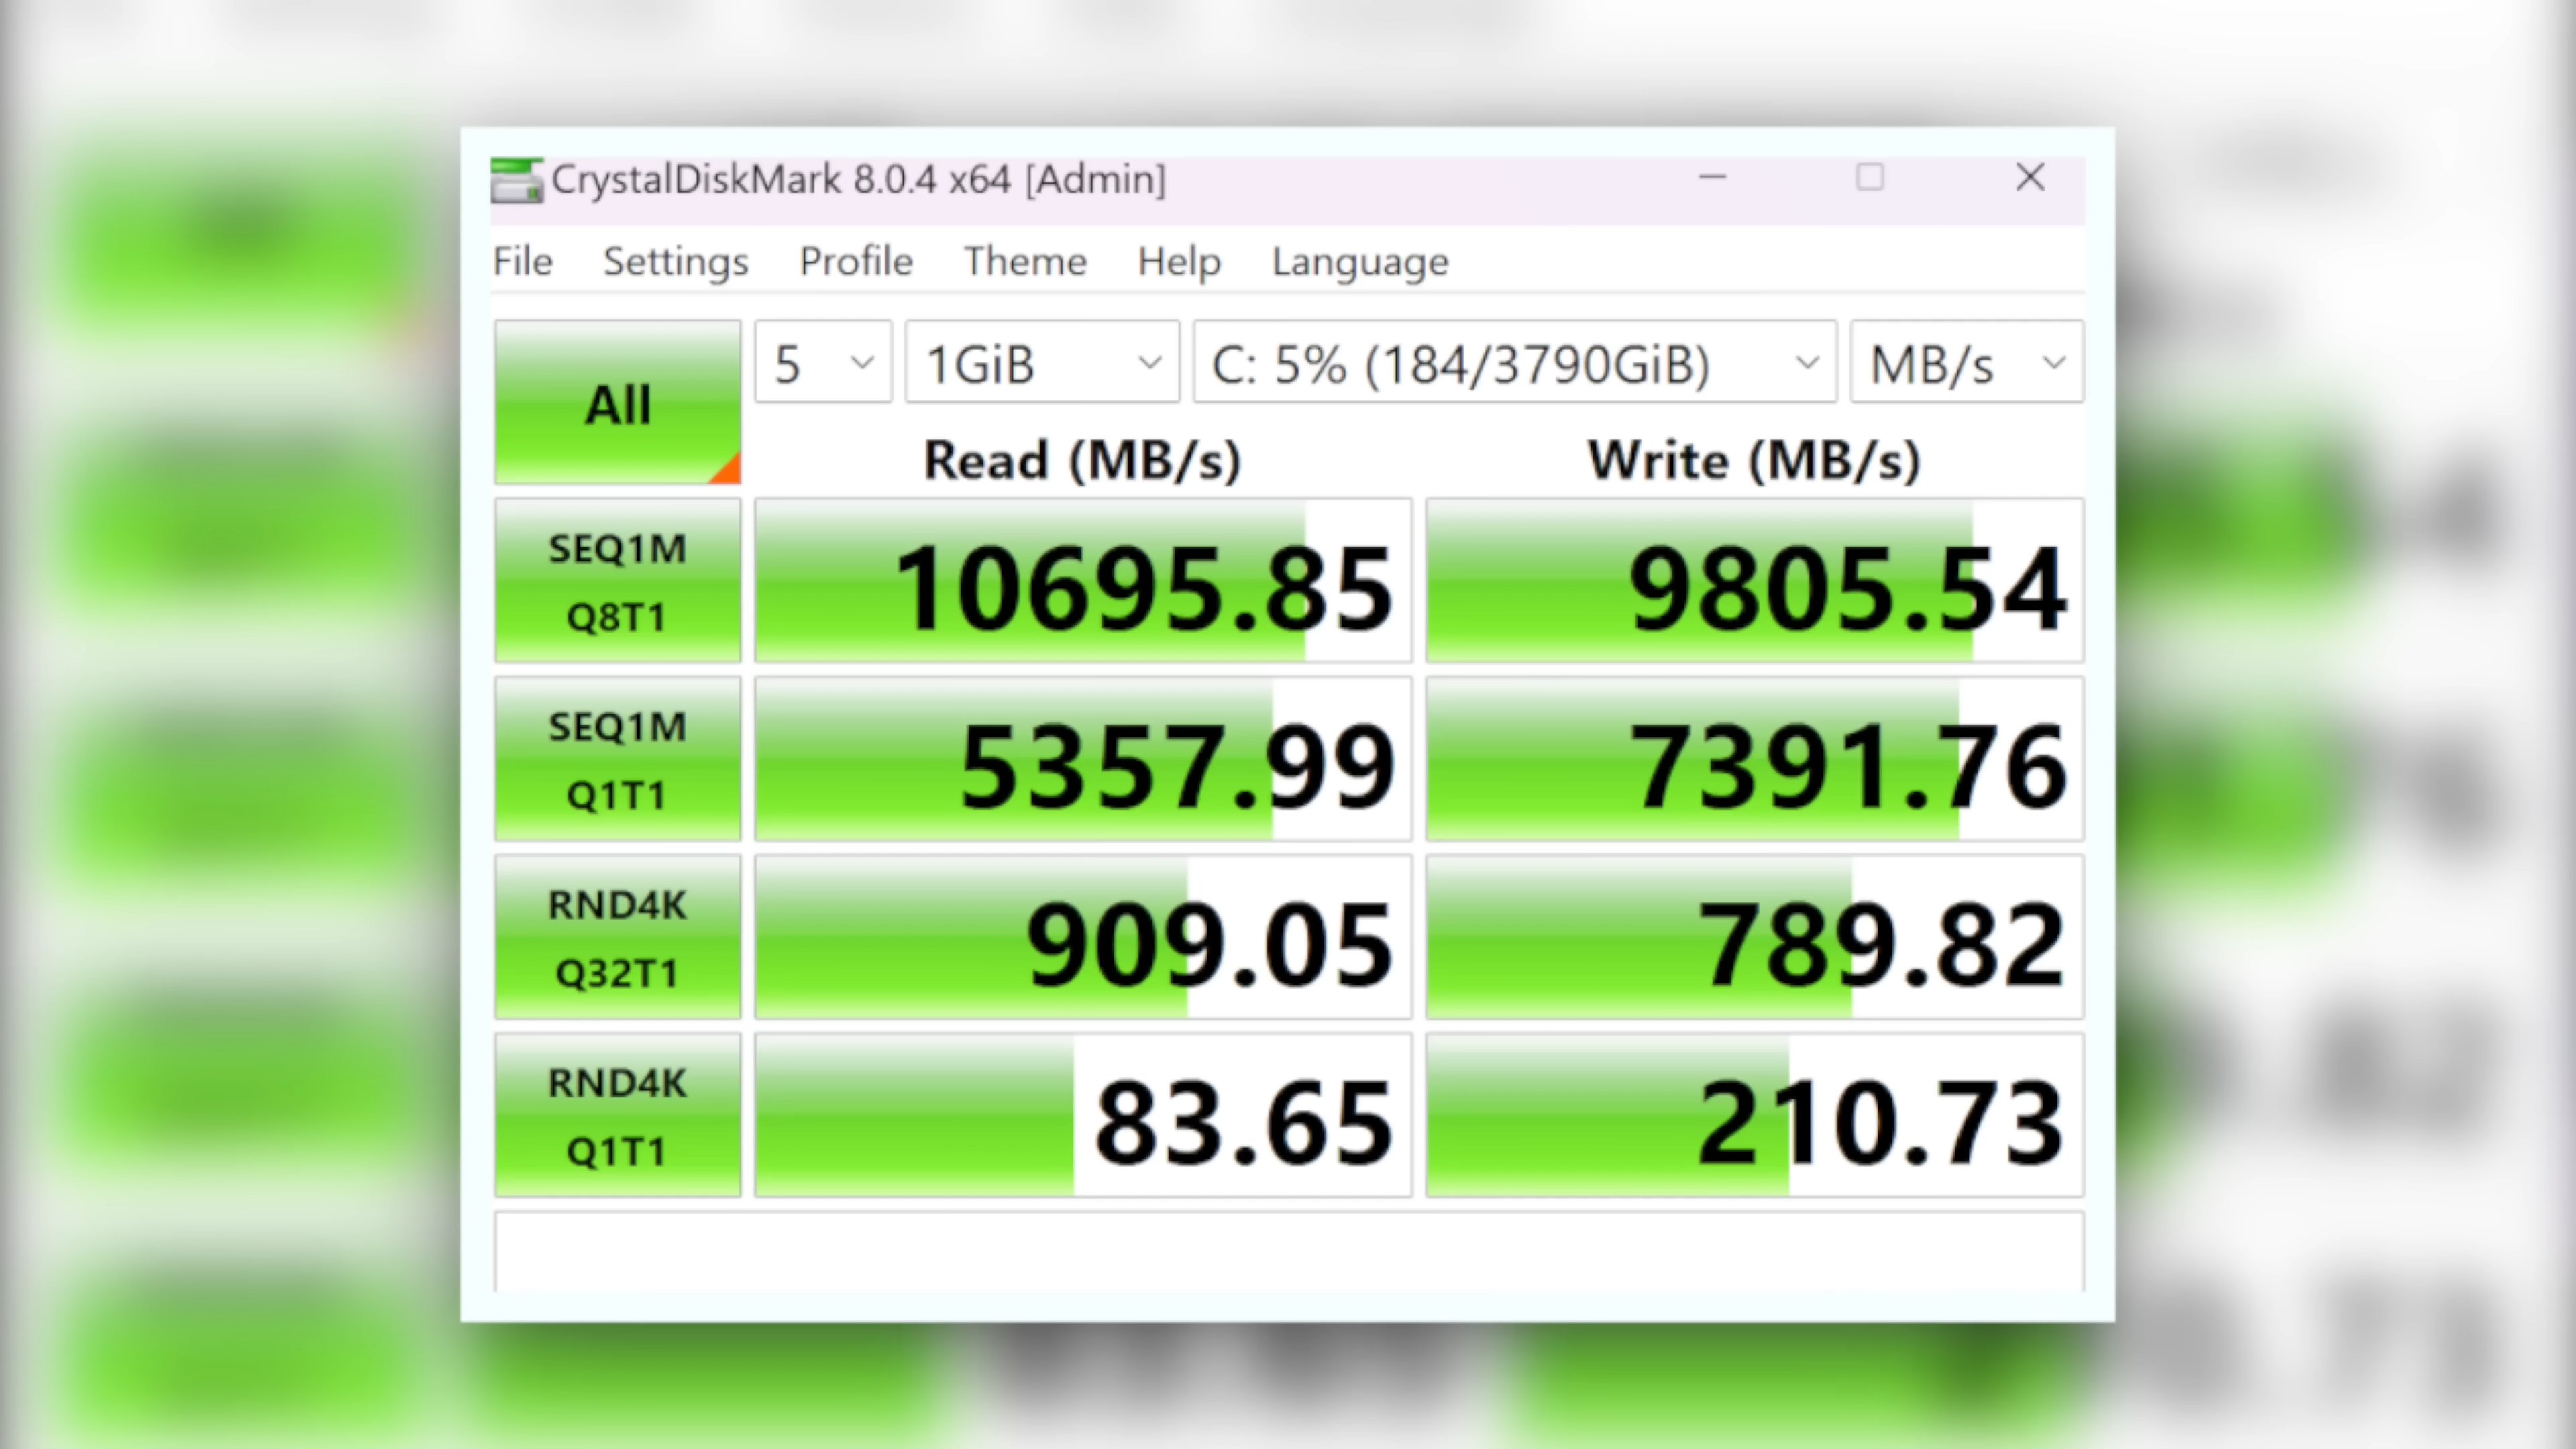 CrystalDiskMark 8.0.4 x64 [Admin]
File Settings Profile Theme Help Language
All 5 1GiB C: 5% (184/3790GiB) MB/s
Read (MB/s) Write (MB/s)
SEQ1M
Q8T1
10695.85 9805.54
SEQ1M
Q1T1
5357.99 7391.76
RND4K
Q32T1
909.05 789.82
RND4K
Q1T1
83.65 210.73